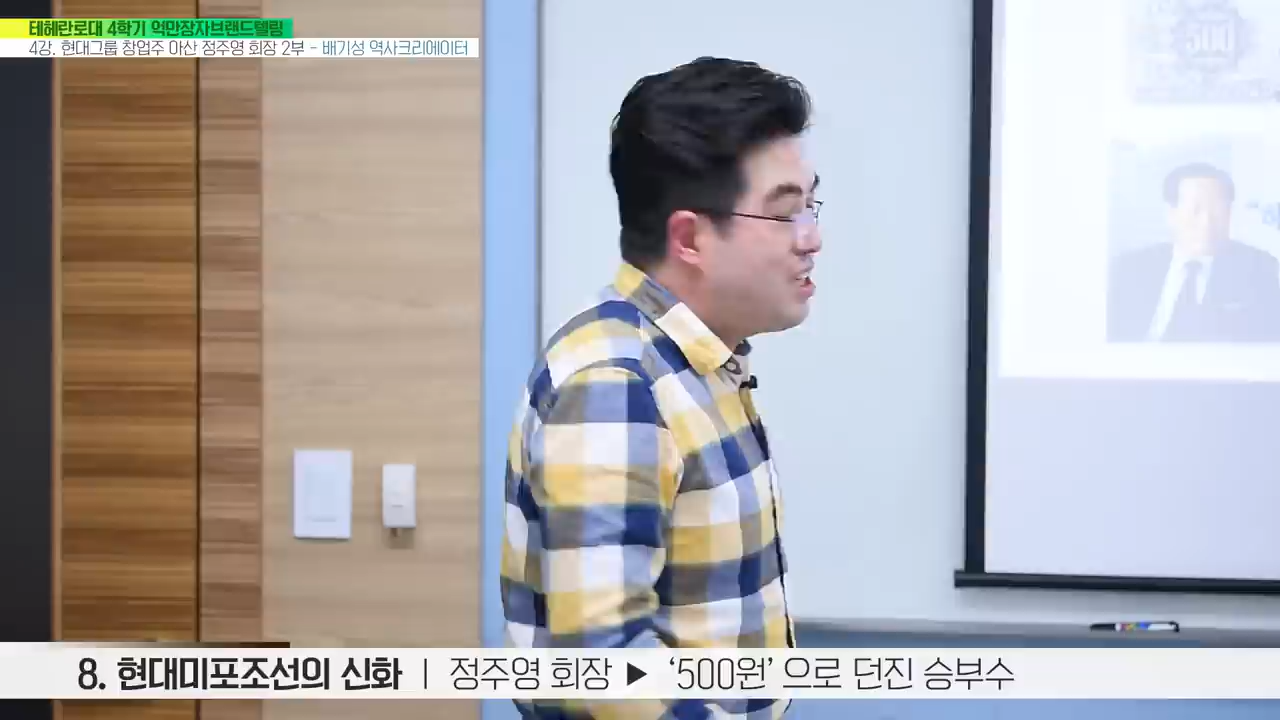 테헤란로대 4학기 억만장자브랜드텔링
4강. 현대그룹 창업주 아산 정주영 회장 2부 - 배기성 역사크리에이터
500
8. 현대미포조선의 신화 | 정주영 회장 ▶ ‘500원’ 으로 던진 승부수